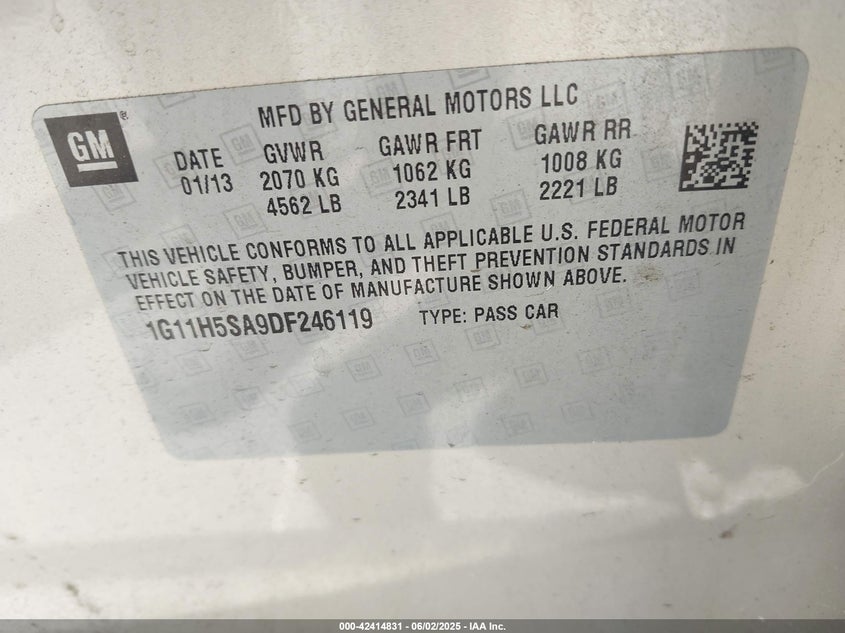 MFD BY GENERAL MOTORS LLC
GM®
DATE GVWR GAWR FRT GAWR RR
01/13 2070 KG 1062 KG 1008 KG
4562 LB 2341 LB 2221 LB
THIS VEHICLE CONFORMS TO ALL APPLICABLE U.S. FEDERAL MOTOR
VEHICLE SAFETY, BUMPER, AND THEFT PREVENTION STANDARDS IN
EFFECT ON THE DATE OF MANUFACTURE SHOWN ABOVE.
1G11H5SA9DF246119 TYPE: PASS CAR
000-42414831 - 06/02/2025 - IAA Inc.